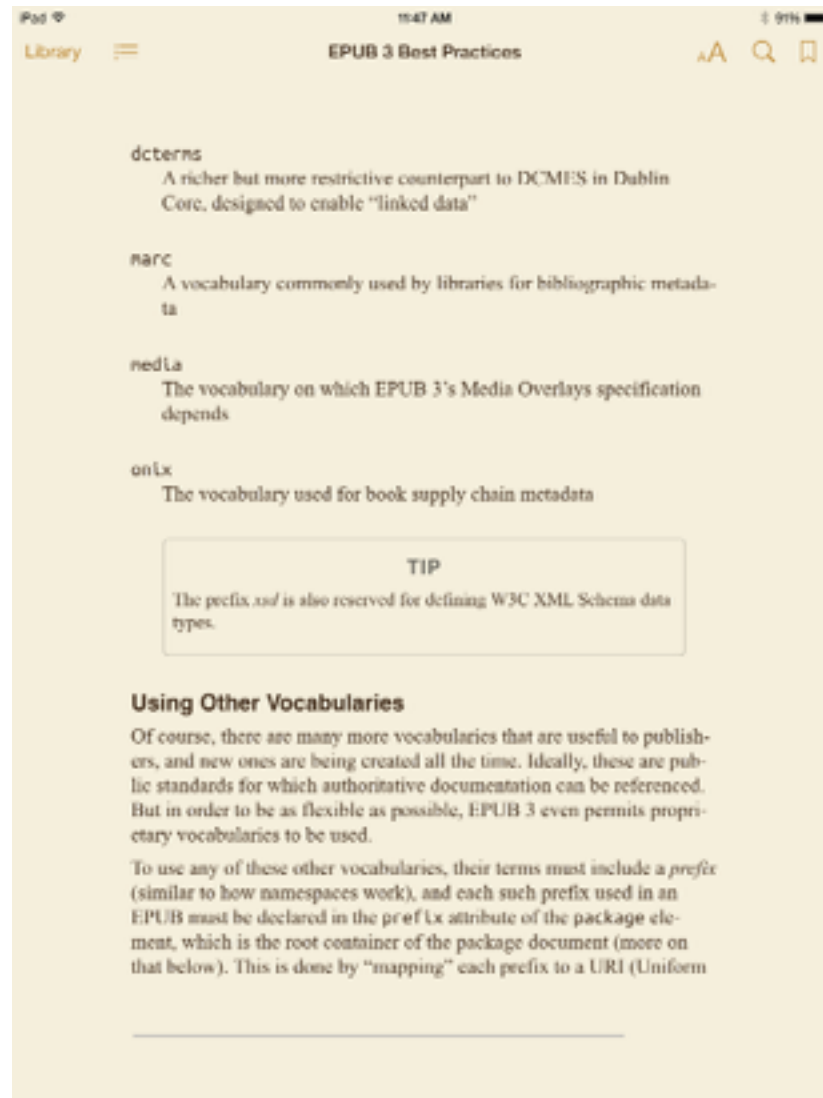 iPad 11:47 AM 91%
Library EPUB 3 Best Practices AA
dcterms
A richer but more restrictive counterpart to DCMES in Dublin
Core, designed to enable “linked data”
marc
A vocabulary commonly used by libraries for bibliographic metada-
ta
media
The vocabulary on which EPUB 3’s Media Overlays specification
depends
onix
The vocabulary used for book supply chain metadata
TIP
The prefix xsd is also reserved for defining W3C XML Schema data
types.
Using Other Vocabularies
Of course, there are many more vocabularies that are useful to publish-
ers, and new ones are being created all the time. Ideally, these are pub-
lic standards for which authoritative documentation can be referenced.
But in order to be as flexible as possible, EPUB 3 even permits propri-
etary vocabularies to be used.
To use any of these other vocabularies, their terms must include a prefix
(similar to how namespaces work), and each such prefix used in an
EPUB must be declared in the prefix attribute of the package ele-
ment, which is the root container of the package document (more on
that below). This is done by “mapping” each prefix to a URI (Uniform